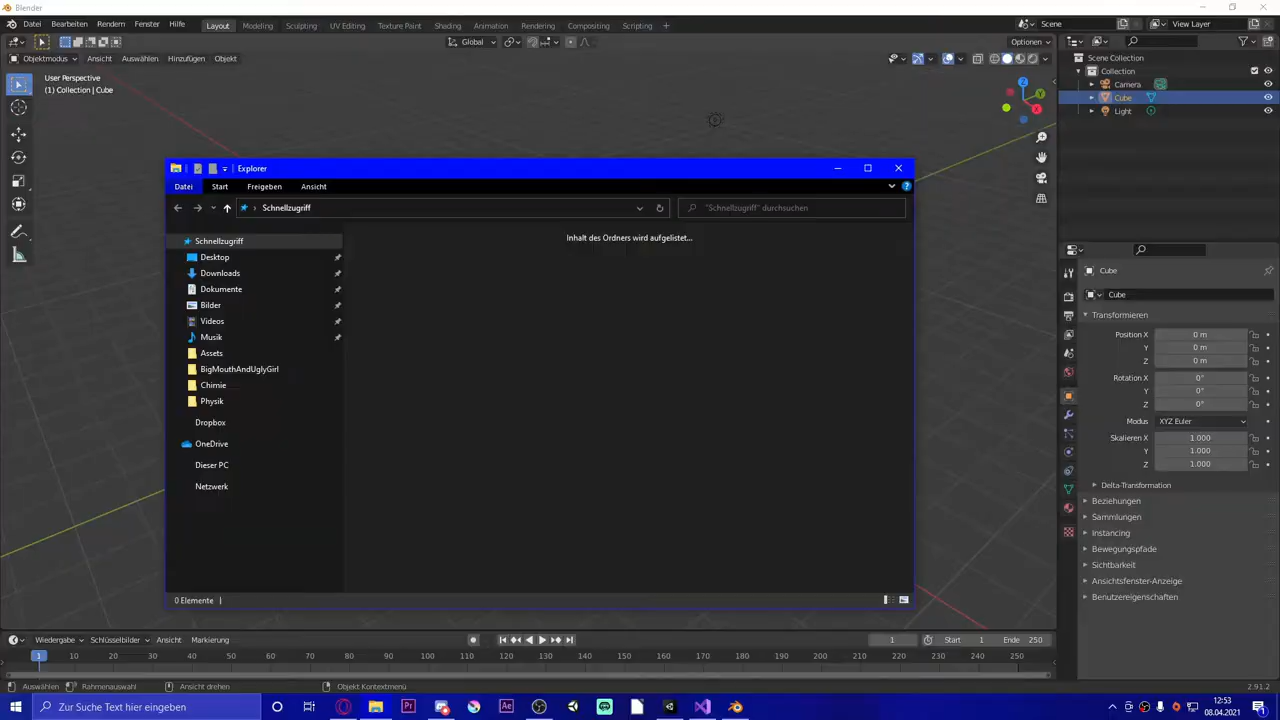 Blender
Datei Bearbeiten Rendern Fenster Hilfe Layout Modeling Sculpting UV Editing Texture Paint Shading Animation Rendering Compositing Scripting + Scene View Layer
Global Optionen
Objektmodus Ansicht Auswählen Hinzufügen Objekt
User Perspective
(1) Collection | Cube
Scene Collection
Collection
Camera
Cube
Light
Z
Y
X
Explorer
Datei Start Freigeben Ansicht
Schnellzugriff
"Schnellzugriff" durchsuchen
Schnellzugriff
Desktop
Downloads
Dokumente
Bilder
Videos
Musik
Assets
BigMouthAndUglyGirl
Chimie
Physik
Dropbox
OneDrive
Dieser PC
Netzwerk
Inhalt des Ordners wird aufgelistet...
0 Elemente
Cube
Cube
Transformieren
Position X 0 m
Y 0 m
Z 0 m
Rotation X 0°
Y 0°
Z 0°
Modus XYZ Euler
Skalieren X 1.000
Y 1.000
Z 1.000
Delta-Transformation
Beziehungen
Sammlungen
Instancing
Bewegungspfade
Sichtbarkeit
Ansichtsfenster-Anzeige
Benutzereigenschaften
Wiedergabe Schlüsselbilder Ansicht Markierung 1 Start 1 Ende 250
1 10 20 30 40 50 60 70 80 90 100 110 120 130 140 150 160 170 180 190 200 210 220 230 240 250
Auswählen Rahmenauswahl Ansicht drehen Objekt Kontextmenü 2.91.2
Zur Suche Text hier eingeben
Pr
Ae
12:53
08.04.2021
1